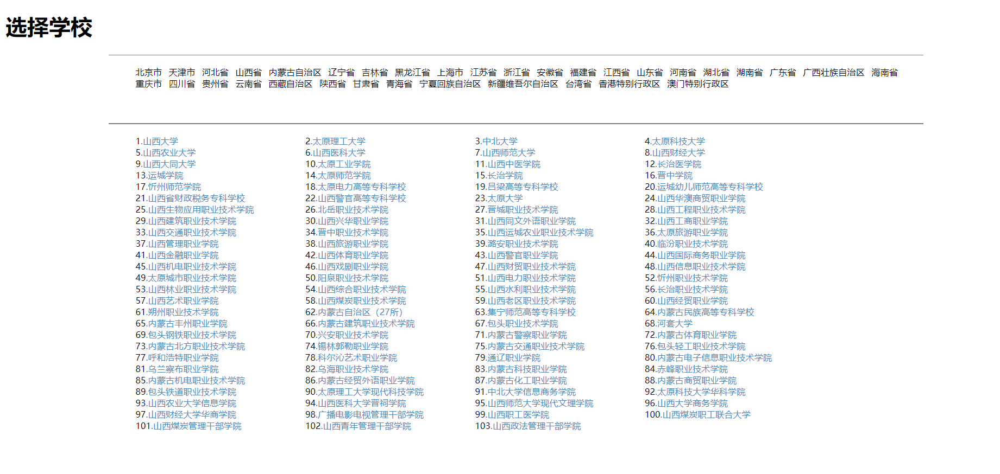 选择学校
北京市 天津市 河北省 山西省 内蒙古自治区 辽宁省 吉林省 黑龙江省 上海市 江苏省 浙江省 安徽省 福建省 江西省 山东省 河南省 湖北省 湖南省 广东省 广西壮族自治区 海南省
重庆市 四川省 贵州省 云南省 西藏自治区 陕西省 甘肃省 青海省 宁夏回族自治区 新疆维吾尔自治区 台湾省 香港特别行政区 澳门特别行政区
1.山西大学 2.太原理工大学 3.中北大学 4.太原科技大学
5.山西农业大学 6.山西医科大学 7.山西师范大学 8.山西财经大学
9.山西大同大学 10.太原工业学院 11.山西中医学院 12.长治医学院
13.运城学院 14.太原师范学院 15.长治学院 16.晋中学院
17.忻州师范学院 18.太原电力高等专科学校 19.吕梁高等专科学校 20.运城幼儿师范高等专科学校
21.山西省财政税务专科学校 22.山西警官高等专科学校 23.太原大学 24.山西华澳商贸职业学院
25.山西生物应用职业技术学院 26.北岳职业技术学院 27.晋城职业技术学院 28.山西工程职业技术学院
29.山西建筑职业技术学院 30.山西兴华职业学院 31.山西同文外语职业学院 32.山西工商职业学院
33.山西交通职业技术学院 34.晋中职业技术学院 35.山西运城农业职业技术学院 36.太原旅游职业学院
37.山西管理职业学院 38.山西旅游职业学院 39.潞安职业技术学院 40.临汾职业技术学院
41.山西金融职业学院 42.山西体育职业学院 43.山西警官职业学院 44.山西国际商务职业学院
45.山西机电职业技术学院 46.山西戏剧职业学院 47.山西财贸职业技术学院 48.山西信息职业技术学院
49.太原城市职业技术学院 50.阳泉职业技术学院 51.山西电力职业技术学院 52.忻州职业技术学院
53.山西林业职业技术学院 54.山西综合职业技术学院 55.山西水利职业技术学院 56.长治职业技术学院
57.山西艺术职业学院 58.山西煤炭职业技术学院 59.山西老区职业技术学院 60.山西经贸职业学院
61.朔州职业技术学院 62.内蒙古自治区（27所） 63.集宁师范高等专科学校 64.内蒙古民族高等专科学校
65.内蒙古丰州职业学院 66.内蒙古建筑职业技术学院 67.包头职业技术学院 68.河套大学
69.包头钢铁职业技术学院 70.兴安职业技术学院 71.内蒙古警察职业学院 72.内蒙古体育职业学院
73.内蒙古北方职业技术学院 74.锡林郭勒职业学院 75.内蒙古交通职业技术学院 76.包头轻工职业技术学院
77.呼和浩特职业学院 78.科尔沁艺术职业学院 79.通辽职业学院 80.内蒙古电子信息职业技术学院
81.乌兰察布职业学院 82.乌海职业技术学院 83.内蒙古科技职业学院 84.赤峰职业技术学院
85.内蒙古机电职业技术学院 86.内蒙古经贸外语职业学院 87.内蒙古化工职业学院 88.内蒙古商贸职业学院
89.包头铁道职业技术学院 90.太原理工大学现代科技学院 91.中北大学信息商务学院 92.太原科技大学华科学院
93.山西农业大学信息学院 94.山西医科大学晋祠学院 95.山西师范大学现代文理学院 96.山西大学商务学院
97.山西财经大学华商学院 98.广播电影电视管理干部学院 99.山西职工医学院 100.山西煤炭职工联合大学
101.山西煤炭管理干部学院 102.山西青年管理干部学院 103.山西政法管理干部学院